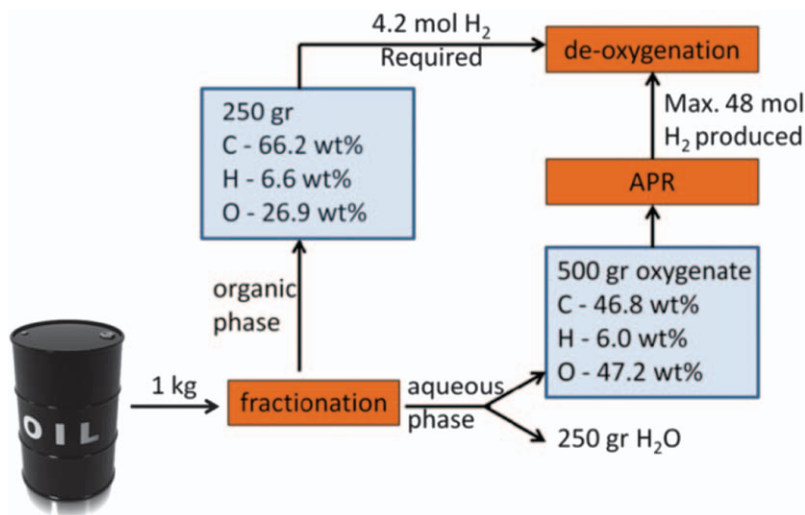 4.2 mol H₂
Required
de-oxygenation
250 gr
C - 66.2 wt%
H - 6.6 wt%
O - 26.9 wt%
Max. 48 mol
H₂ produced
APR
organic
phase
500 gr oxygenate
C - 46.8 wt%
H - 6.0 wt%
O - 47.2 wt%
OIL
1 kg
fractionation
aqueous
phase
250 gr H₂O